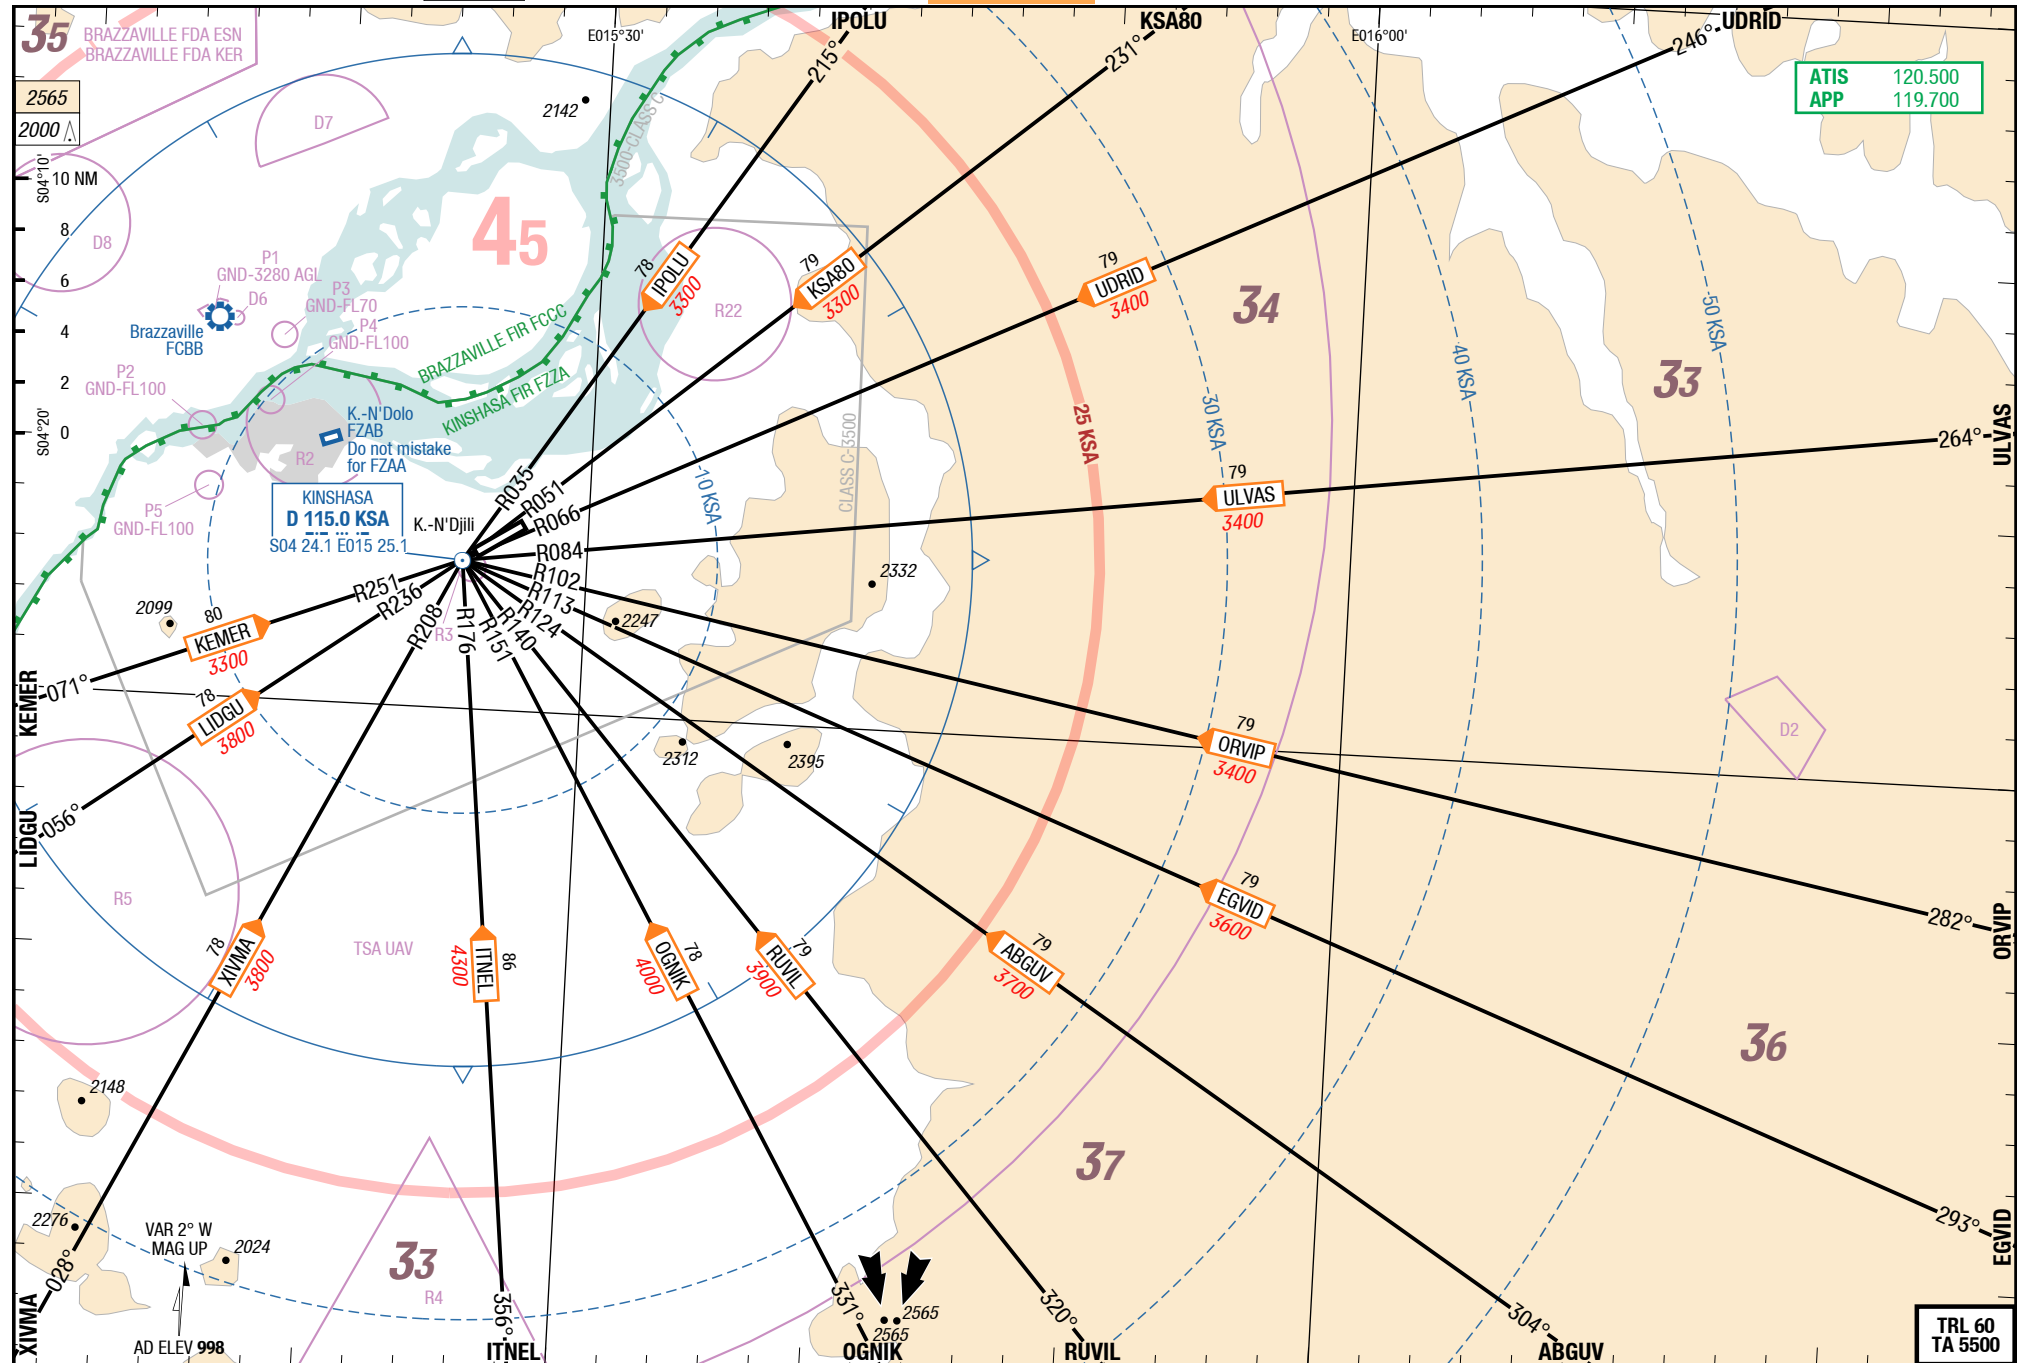 IPOLU
KSA80
UDRID
35
BRAZZAVILLE FDA ESN
BRAZZAVILLE FDA KER
E015°30'
E016°00'
215°
231°
246°
ATIS 120.500
APP 119.700
2565
2000
2142
D7
3500-CLASS C
S04°10'
10 NM
8
6
4
2
0
S04°20'
D8
45
P1
GND-3280 AGL
D6
P3
GND-FL70
P4
GND-FL100
Brazzaville
FCBB
P2
GND-FL100
BRAZZAVILLE FIR FCCC
KINSHASA FIR FZZA
78
IPOLU
3300
R22
79
KSA80
3300
79
UDRID
3400
34
33
50 KSA
40 KSA
30 KSA
25 KSA
10 KSA
K.-N'Dolo
FZAB
Do not mistake
for FZAA
R2
P5
GND-FL100
KINSHASA
D 115.0 KSA
S04 24.1 E015 25.1
K.-N'Djili
CLASS C-3500
79
ULVAS
3400
264°
ULVAS
R035
R051
R066
R084
R102
R113
R124
R140
R151
R176
R208
R236
R251
R3
2099
80
KEMER
3300
071°
KEMER
78
LIDGU
3800
056°
LIDGU
2332
2247
2312
2395
79
ORVIP
3400
D2
282°
ORVIP
79
EGVID
3600
293°
EGVID
R5
TSA UAV
78
XIVMA
3800
86
ITNEL
4300
78
OGNIK
4000
79
RUVIL
3900
79
ABGUV
3700
36
37
33
R4
2148
2276
2024
VAR 2° W
MAG UP
AD ELEV 998
028°
XIVMA
356°
ITNEL
331°
OGNIK
2565
2565
320°
RUVIL
304°
ABGUV
TRL 60
TA 5500